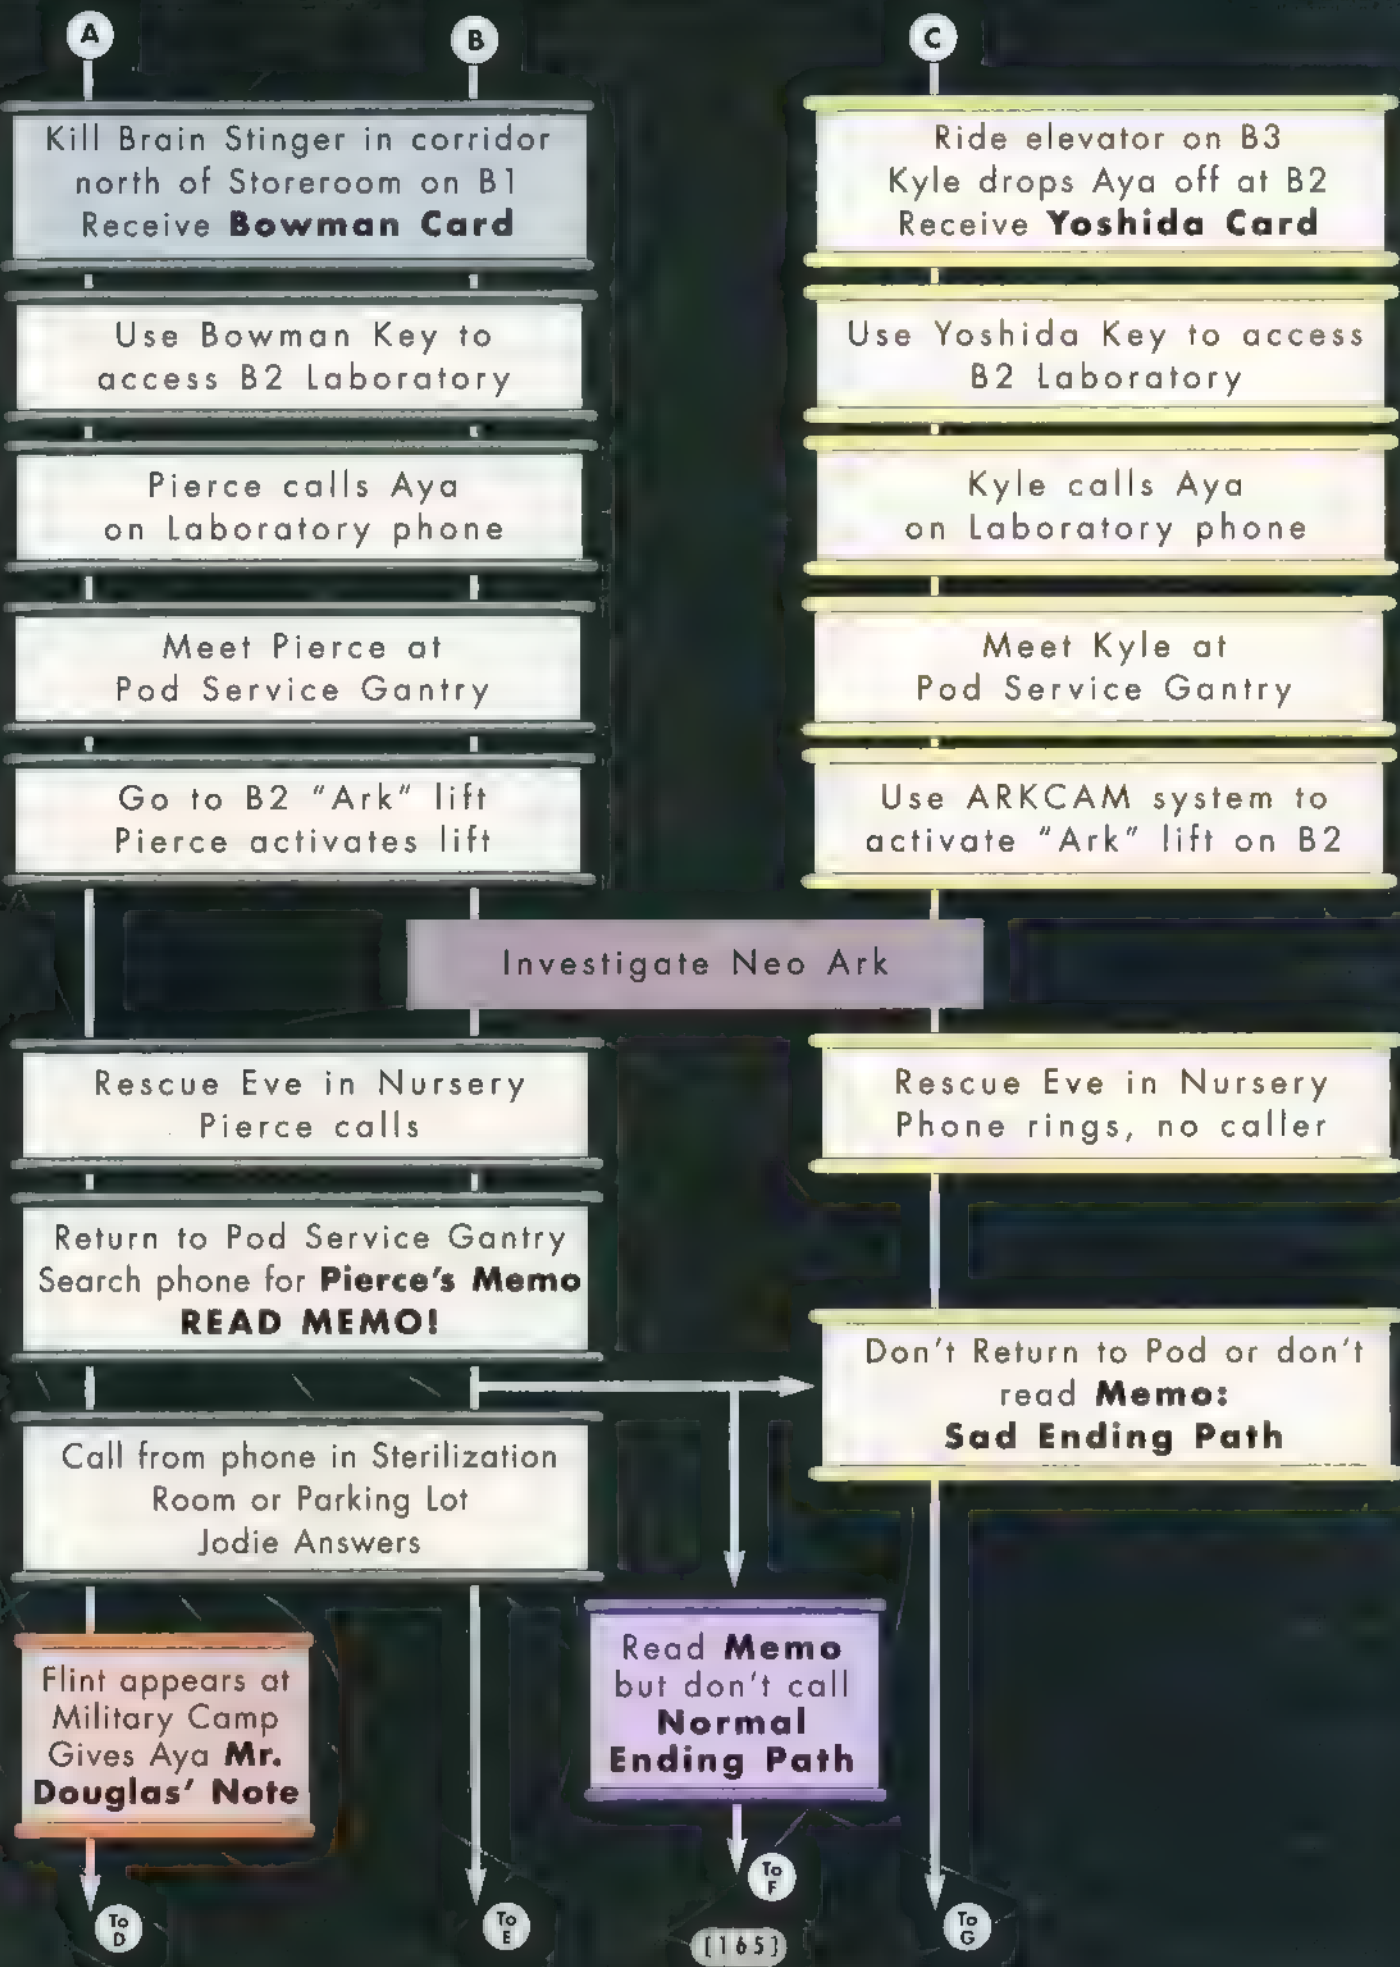 A
B
C
Kill Brain Stinger in corridor
north of Storeroom on B1
Receive Bowman Card
Use Bowman Key to
access B2 Laboratory
Pierce calls Aya
on Laboratory phone
Meet Pierce at
Pod Service Gantry
Go to B2 "Ark" lift
Pierce activates lift
Ride elevator on B3
Kyle drops Aya off at B2
Receive Yoshida Card
Use Yoshida Key to access
B2 Laboratory
Kyle calls Aya
on Laboratory phone
Meet Kyle at
Pod Service Gantry
Use ARKCAM system to
activate "Ark" lift on B2
Investigate Neo Ark
Rescue Eve in Nursery
Pierce calls
Return to Pod Service Gantry
Search phone for Pierce's Memo
READ MEMO!
Call from phone in Sterilization
Room or Parking Lot
Jodie Answers
Rescue Eve in Nursery
Phone rings, no caller
Don't Return to Pod or don't
read Memo:
Sad Ending Path
Flint appears at
Military Camp
Gives Aya Mr.
Douglas' Note
Read Memo
but don't call
Normal
Ending Path
To
D
To
E
To
F
To
G
[165]